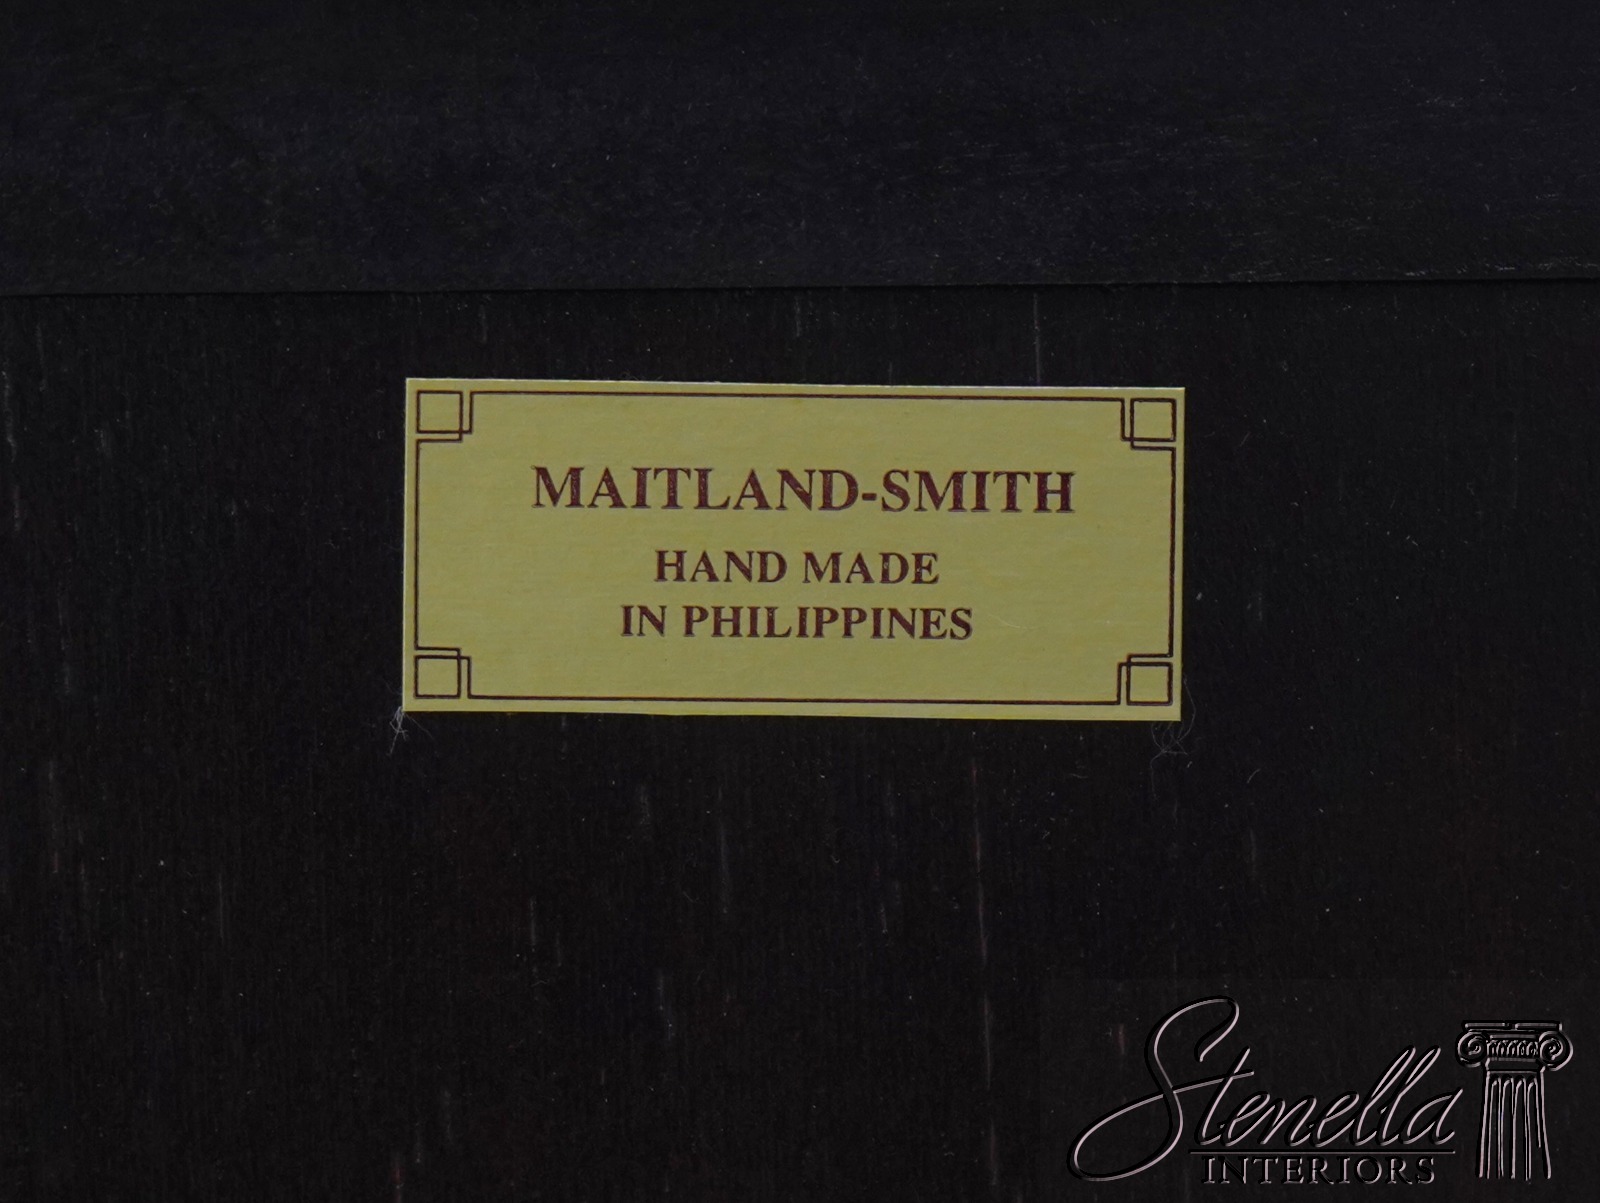 MAITLAND-SMITH
HAND MADE
IN PHILIPPINES
Stenella
INTERIORS